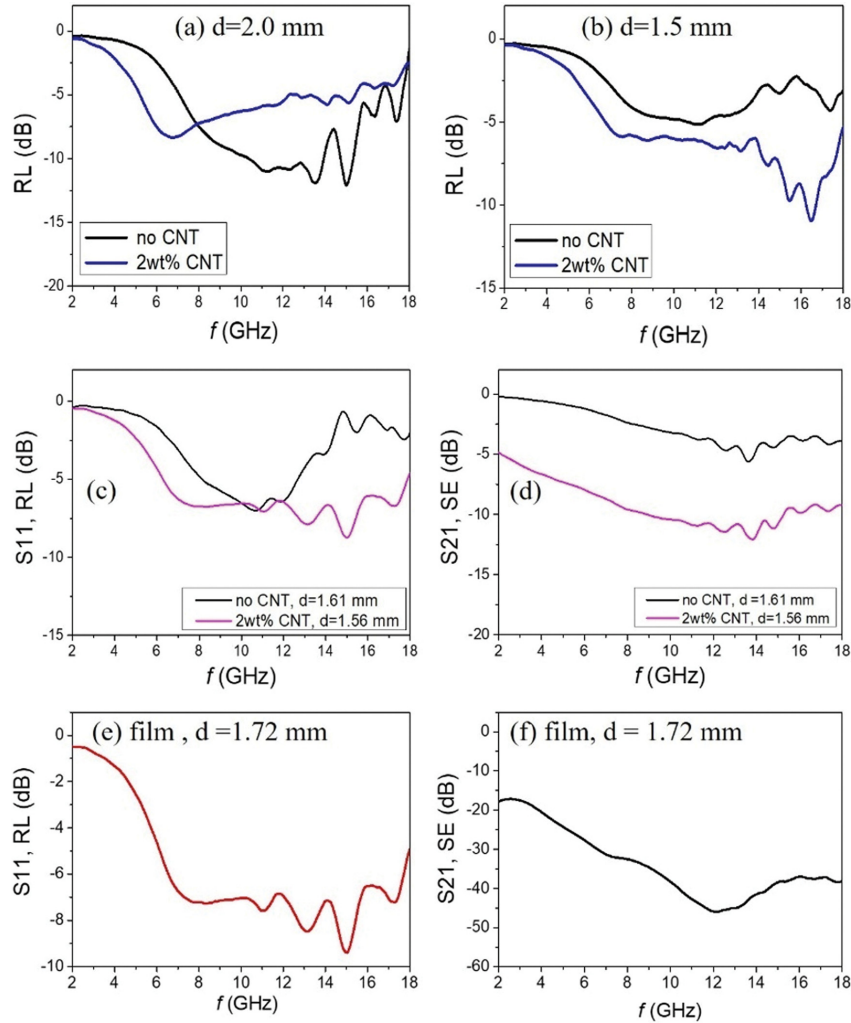 (a) d=2.0 mm
0
-5
-10
-15
-20
RL (dB)
no CNT
2wt% CNT
2 4 6 8 10 12 14 16 18
f (GHz)
(b) d=1.5 mm
0
-5
-10
-15
RL (dB)
no CNT
2wt% CNT
2 4 6 8 10 12 14 16 18
f (GHz)
(c)
0
-5
-10
-15
S11, RL (dB)
no CNT, d=1.61 mm
2wt% CNT, d=1.56 mm
2 4 6 8 10 12 14 16 18
f (GHz)
(d)
0
-5
-10
-15
-20
S21, SE (dB)
no CNT, d=1.61 mm
2wt% CNT, d=1.56 mm
2 4 6 8 10 12 14 16 18
f (GHz)
(e) film , d =1.72 mm
0
-2
-4
-6
-8
-10
S11, RL (dB)
2 4 6 8 10 12 14 16 18
f (GHz)
(f) film, d = 1.72 mm
0
-10
-20
-30
-40
-50
-60
S21, SE (dB)
2 4 6 8 10 12 14 16 18
f (GHz)